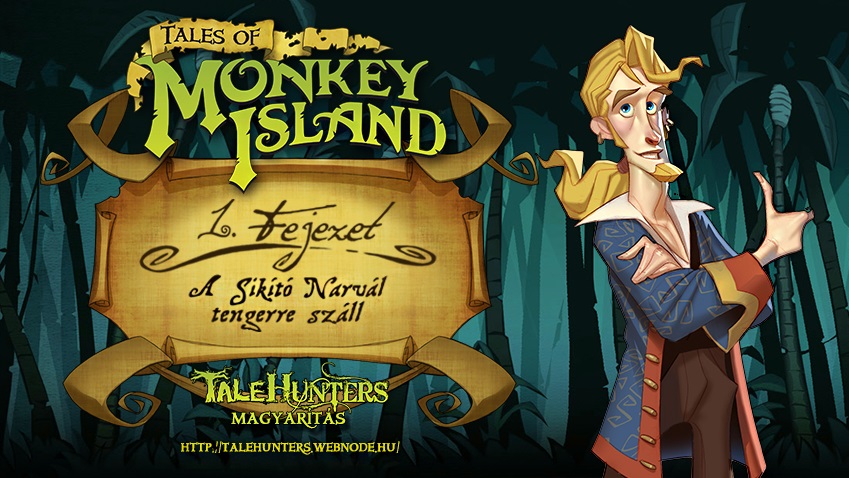 TALES OF
MONKEY
ISLAND
1. Fejezet
A Sikító Narvál
tengerre száll
TALEHUNTERS
MAGYARÍTÁS
HTTP://TALEHUNTERS.WEBNODE.HU/